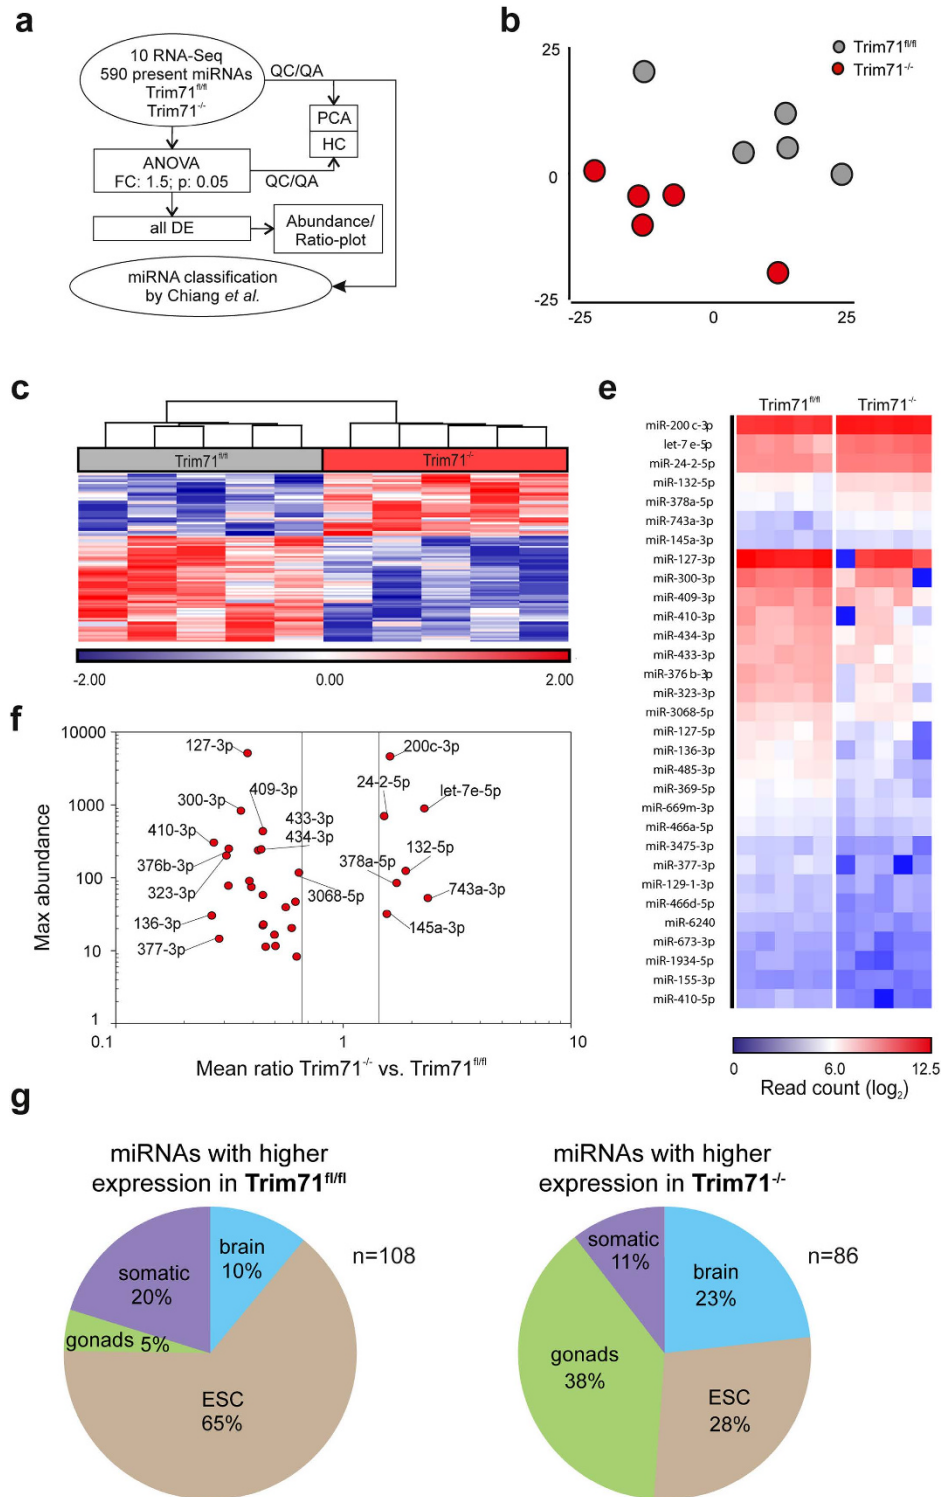 a
10 RNA-Seq
590 present miRNAs
Trim71fl/fl
Trim71-/-
QC/QA
PCA
HC
ANOVA
FC: 1.5; p: 0.05
QC/QA
all DE
Abundance/
Ratio-plot
miRNA classification
by Chiang et al.
b
25
0
-25
-25
0
25
Trim71fl/fl
Trim71-/-
c
Trim71fl/fl
Trim71-/-
-2.00
0.00
2.00
e
Trim71fl/fl
Trim71-/-
miR-200 c-3p
let-7 e-5p
miR-24-2-5p
miR-132-5p
miR-378a-5p
miR-743a-3p
miR-145a-3p
miR-127-3p
miR-300-3p
miR-409-3p
miR-410-3p
miR-434-3p
miR-433-3p
miR-376 b-3p
miR-323-3p
miR-3068-5p
miR-127-5p
miR-136-3p
miR-485-3p
miR-369-5p
miR-669m-3p
miR-466a-5p
miR-3475-3p
miR-377-3p
miR-129-1-3p
miR-466d-5p
miR-6240
miR-673-3p
miR-1934-5p
miR-155-3p
miR-410-5p
0
6.0
12.5
Read count (log2)
f
Max abundance
10000
1000
100
10
1
0.1
1
10
Mean ratio Trim71-/- vs. Trim71fl/fl
127-3p
300-3p
409-3p
410-3p
433-3p
434-3p
376b-3p
323-3p
3068-5p
136-3p
377-3p
200c-3p
24-2-5p
let-7e-5p
378a-5p
132-5p
743a-3p
145a-3p
g
miRNAs with higher
expression in Trim71fl/fl
n=108
brain
10%
somatic
20%
gonads 5%
ESC
65%
miRNAs with higher
expression in Trim71-/-
n=86
somatic
11%
brain
23%
gonads
38%
ESC
28%